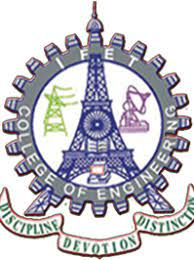 IFET
COLLEGE OF ENGINEERING
DISCIPLINE
DEVOTION
DISTINCTION